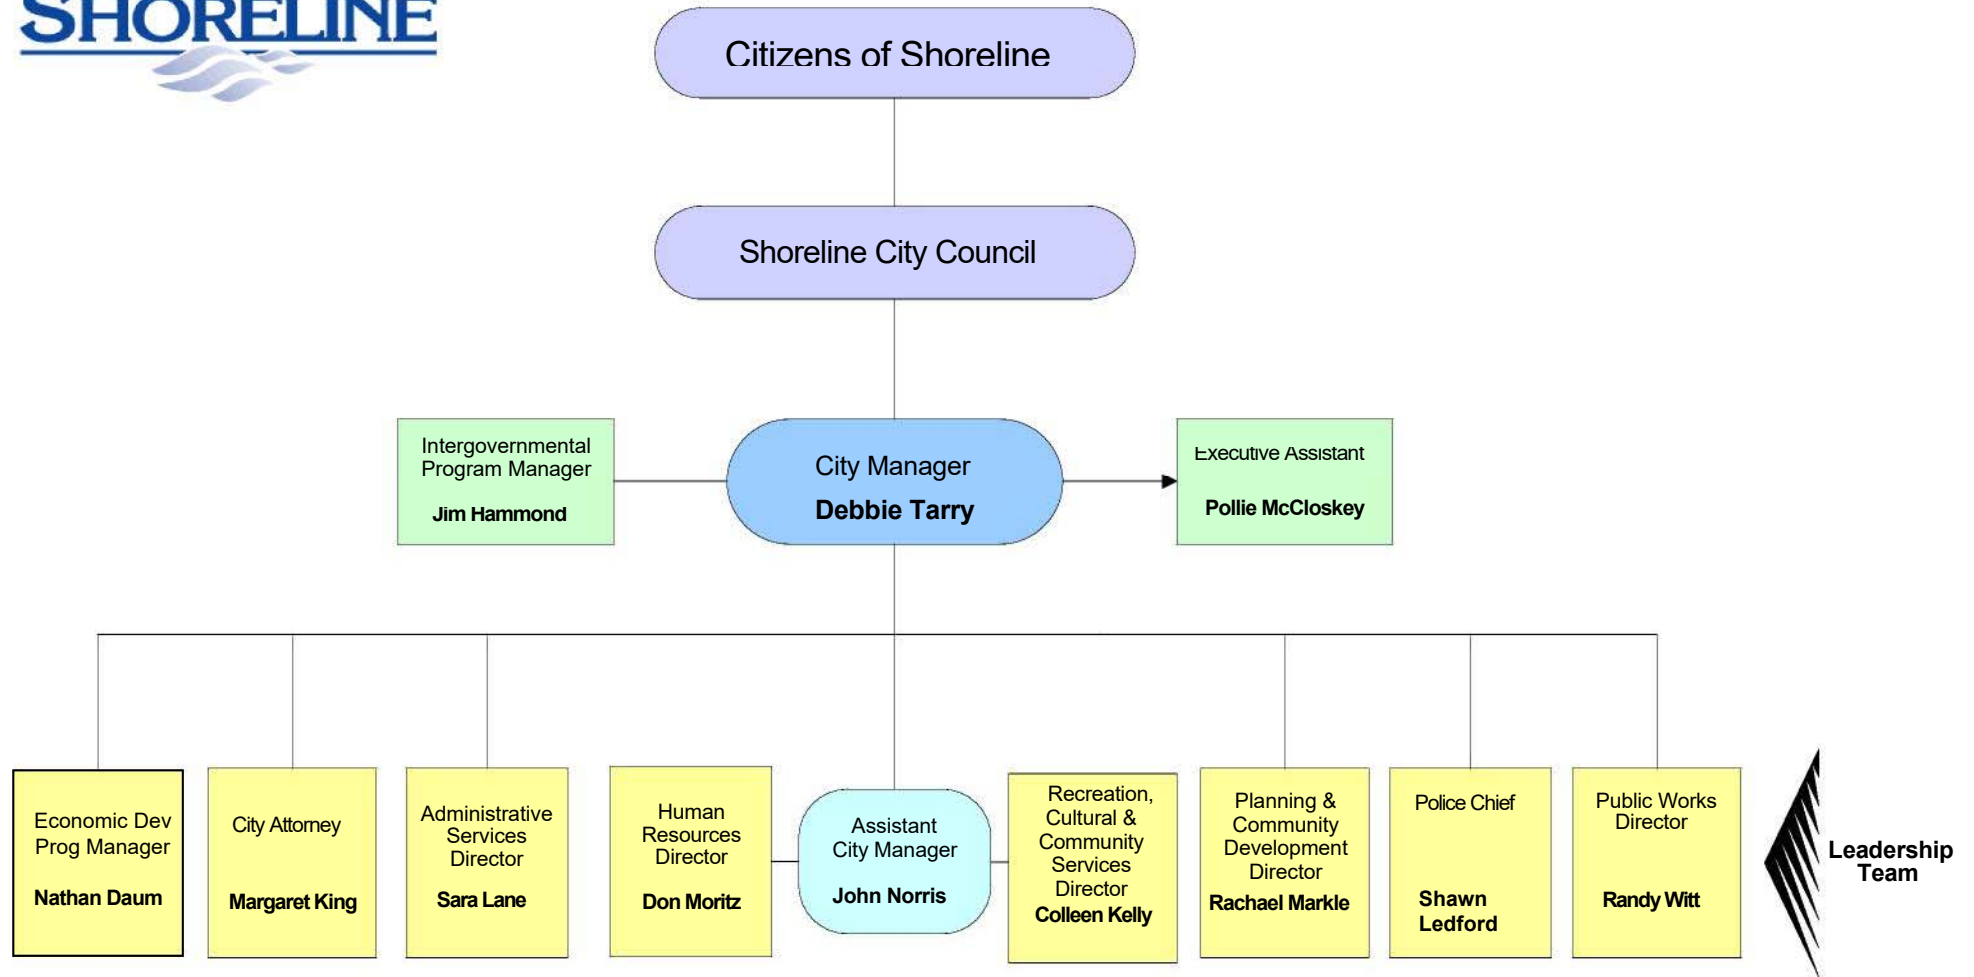 SHORELINE
Citizens of Shoreline
Shoreline City Council
Intergovernmental
Program Manager
Jim Hammond
City Manager
Debbie Tarry
Executive Assistant
Pollie McCloskey
Economic Dev
Prog Manager
Nathan Daum
City Attorney
Margaret King
Administrative
Services
Director
Sara Lane
Human
Resources
Director
Don Moritz
Assistant
City Manager
John Norris
Recreation,
Cultural &
Community
Services
Director
Colleen Kelly
Planning &
Community
Development
Director
Rachael Markle
Police Chief
Shawn
Ledford
Public Works
Director
Randy Witt
Leadership
Team